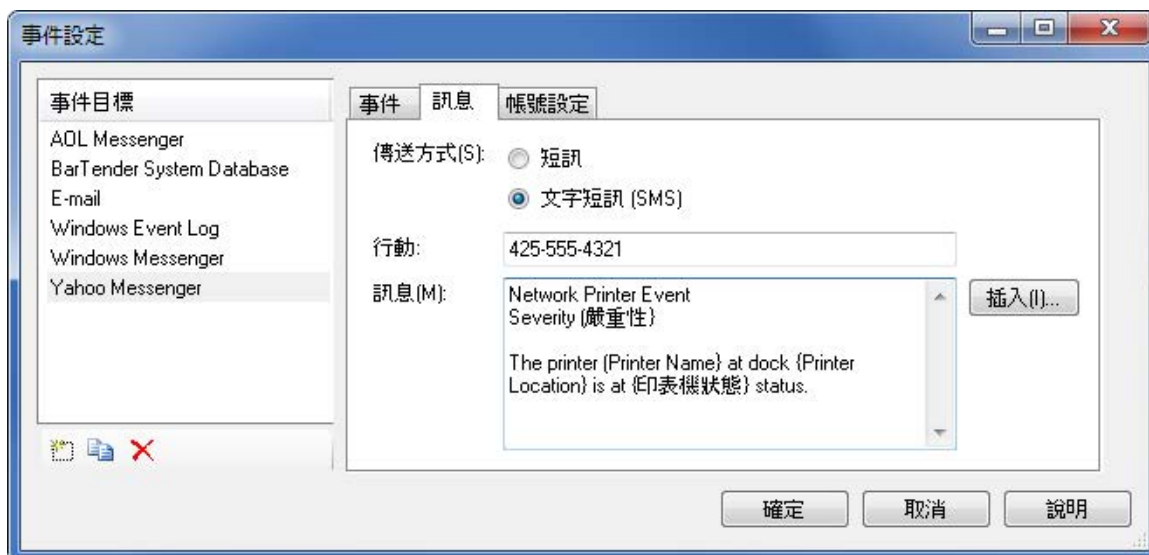 事件設定
事件目標
AOL Messenger
BarTender System Database
E-mail
Windows Event Log
Windows Messenger
Yahoo Messenger
事件 訊息 帳號設定
傳送方式(S): 短訊
文字短訊 (SMS)
行動: 425-555-4321
訊息(M): Network Printer Event
Severity {嚴重性}
The printer {Printer Name} at dock {Printer
Location} is at {印表機狀態} status.
插入(I)...
確定 取消 說明